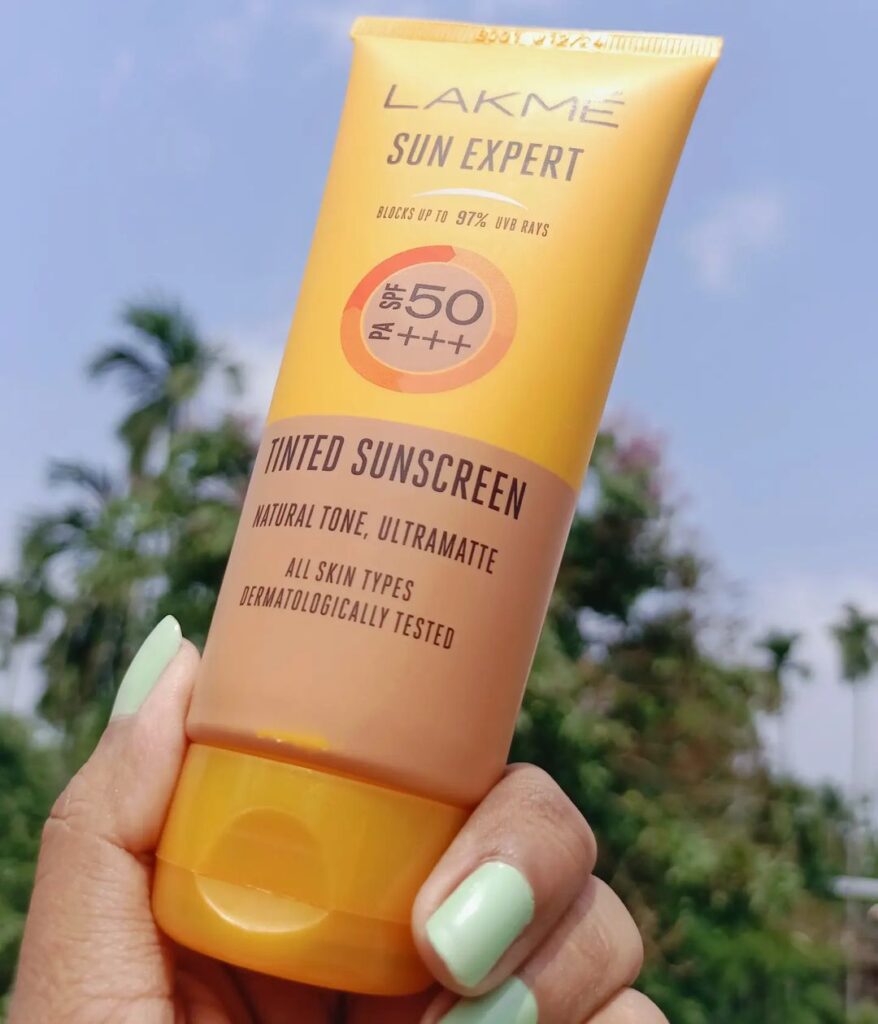 LAKMÉ
SUN EXPERT
BLOCKS UP TO 97% UVB RAYS
SPF 50
PA +++
TINTED SUNSCREEN
NATURAL TONE, ULTRAMATTE
ALL SKIN TYPES
DERMATOLOGICALLY TESTED